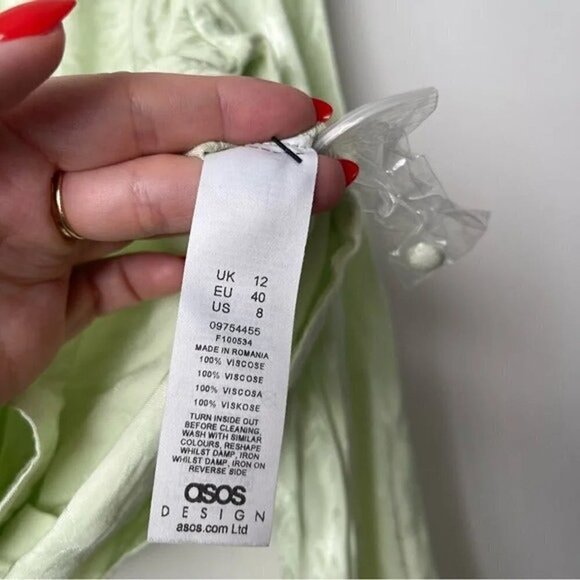 UK 12
EU 40
US 8
09754455
F100534
MADE IN ROMANIA
100% VISCOSE
100% VISCOSE
100% VISCOSA
100% VISKOSE
TURN INSIDE OUT
BEFORE CLEANING,
WASH WITH SIMILAR
COLOURS, RESHAPE
WHILST DAMP, IRON
WHILST DAMP, IRON ON
REVERSE SIDE
asos
DESIGN
asos.com Ltd